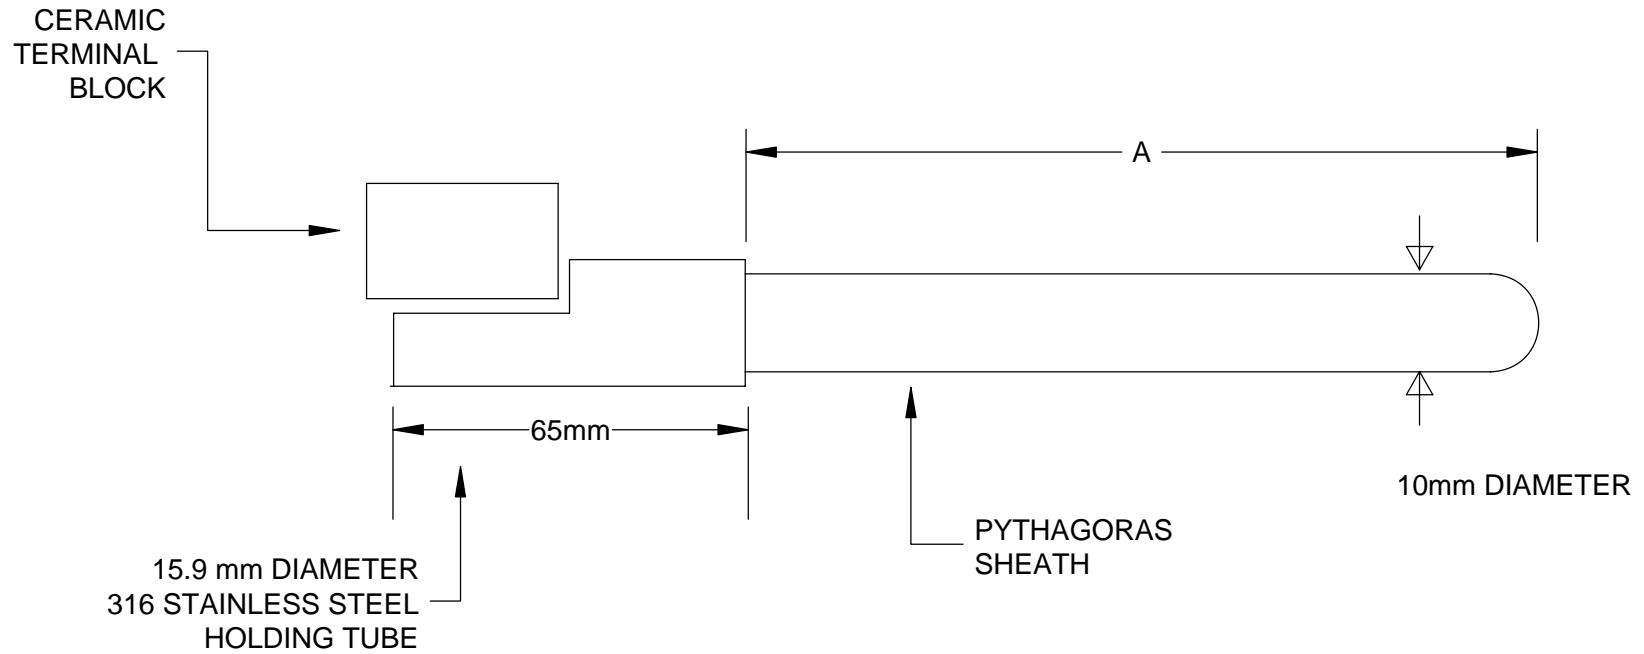 CERAMIC
TERMINAL
BLOCK
A
65mm
10mm DIAMETER
PYTHAGORAS
SHEATH
15.9 mm DIAMETER
316 STAINLESS STEEL
HOLDING TUBE